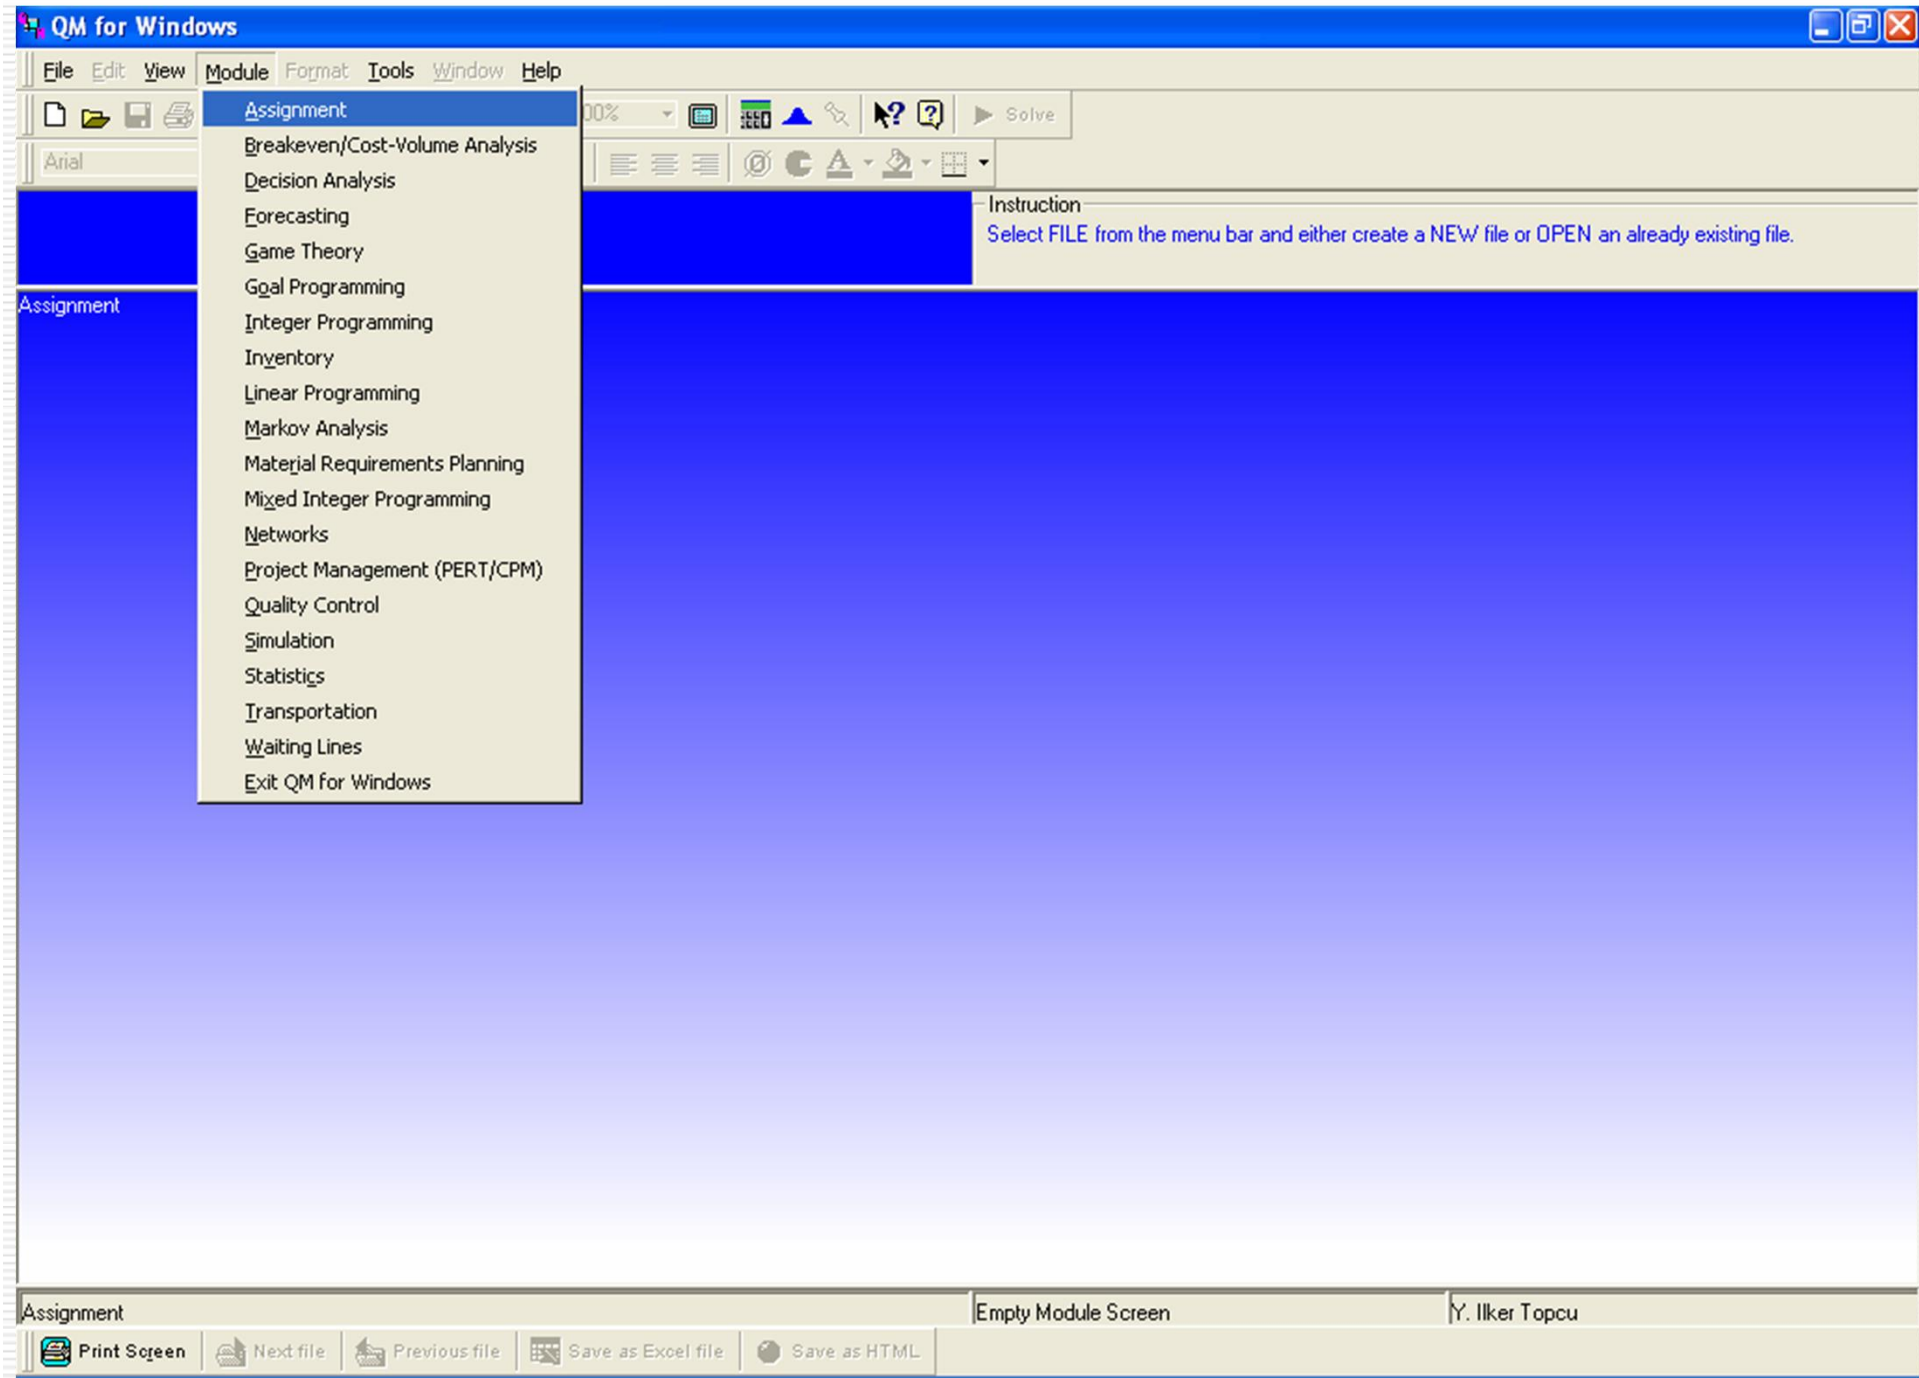 QM for Windows
File Edit View Module Format Tools Window Help
00% Solve
Arial
Assignment
Breakeven/Cost-Volume Analysis
Decision Analysis
Forecasting
Game Theory
Goal Programming
Integer Programming
Inventory
Linear Programming
Markov Analysis
Material Requirements Planning
Mixed Integer Programming
Networks
Project Management (PERT/CPM)
Quality Control
Simulation
Statistics
Transportation
Waiting Lines
Exit QM for Windows
Instruction
Select FILE from the menu bar and either create a NEW file or OPEN an already existing file.
Assignment
Assignment Empty Module Screen Y. Ilker Topcu
Print Screen Next file Previous file Save as Excel file Save as HTML